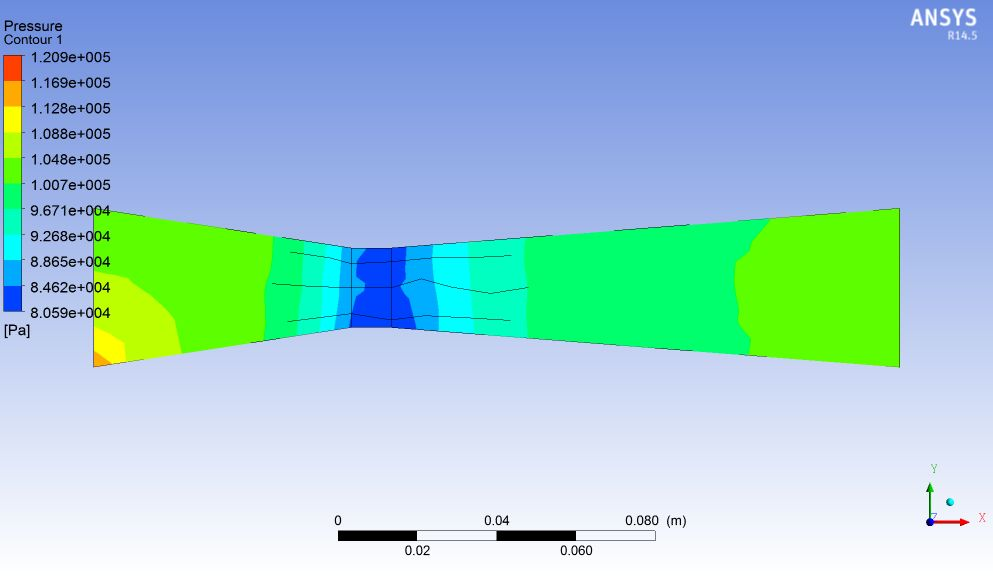 ANSYS
R14.5
Pressure
Contour 1
1.209e+005
1.169e+005
1.128e+005
1.088e+005
1.048e+005
1.007e+005
9.671e+004
9.268e+004
8.865e+004
8.462e+004
8.059e+004
[Pa]
Y
Z
X
0 0.04 0.080 (m)
0.02 0.060